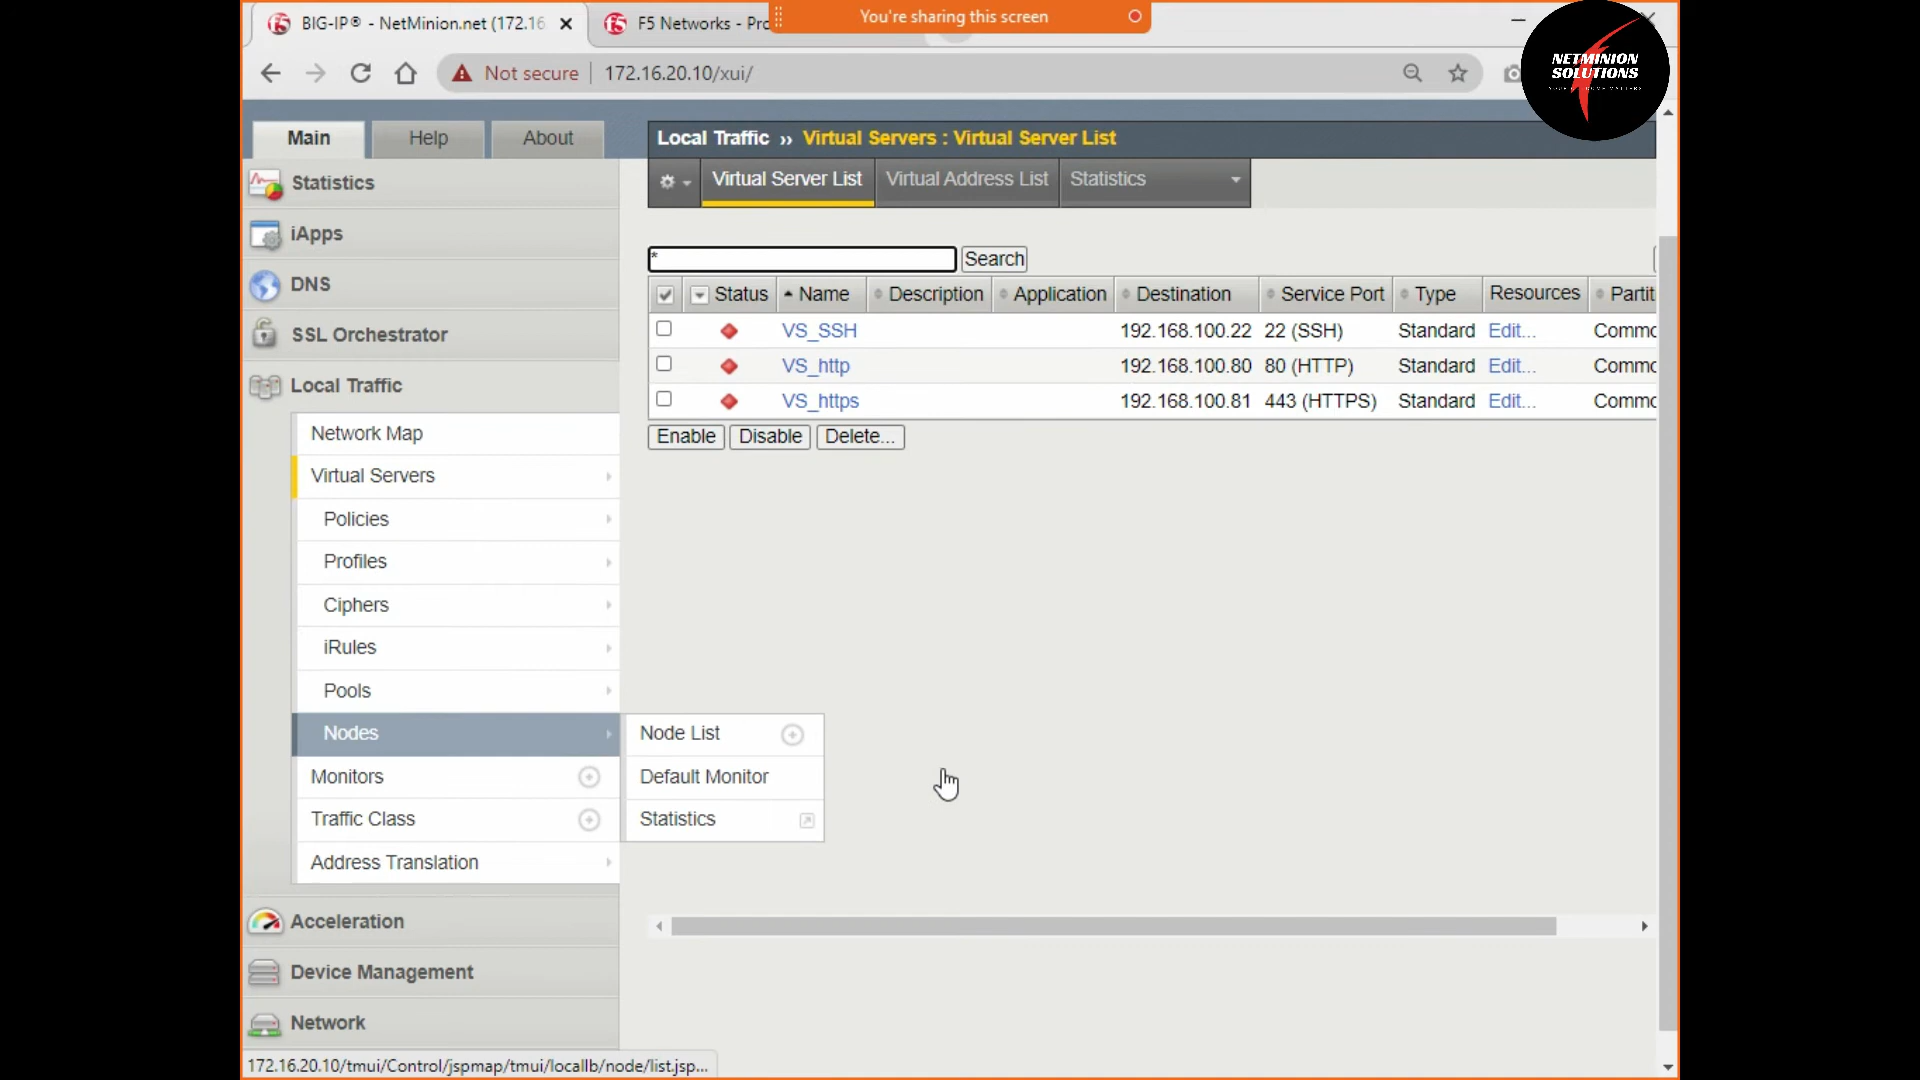 BIG-IP® - NetMinion.net (172.16
F5 Networks - Pro
You're sharing this screen
Not secure
172.16.20.10/xui/
NETMINION
SOLUTIONS
Main
Help
About
Local Traffic ›› Virtual Servers : Virtual Server List
Virtual Server List
Virtual Address List
Statistics
Statistics
iApps
DNS
SSL Orchestrator
Local Traffic
Network Map
Virtual Servers
Policies
Profiles
Ciphers
iRules
Pools
Nodes
Monitors
Traffic Class
Address Translation
Acceleration
Device Management
Network
* Search
Status Name Description Application Destination Service Port Type Resources Partit
VS_SSH 192.168.100.22 22 (SSH) Standard Edit... Commo
VS_http 192.168.100.80 80 (HTTP) Standard Edit... Commo
VS_https 192.168.100.81 443 (HTTPS) Standard Edit... Commo
Enable Disable Delete...
Node List
Default Monitor
Statistics
172.16.20.10/tmui/Control/jspmap/tmui/locallb/node/list.jsp...